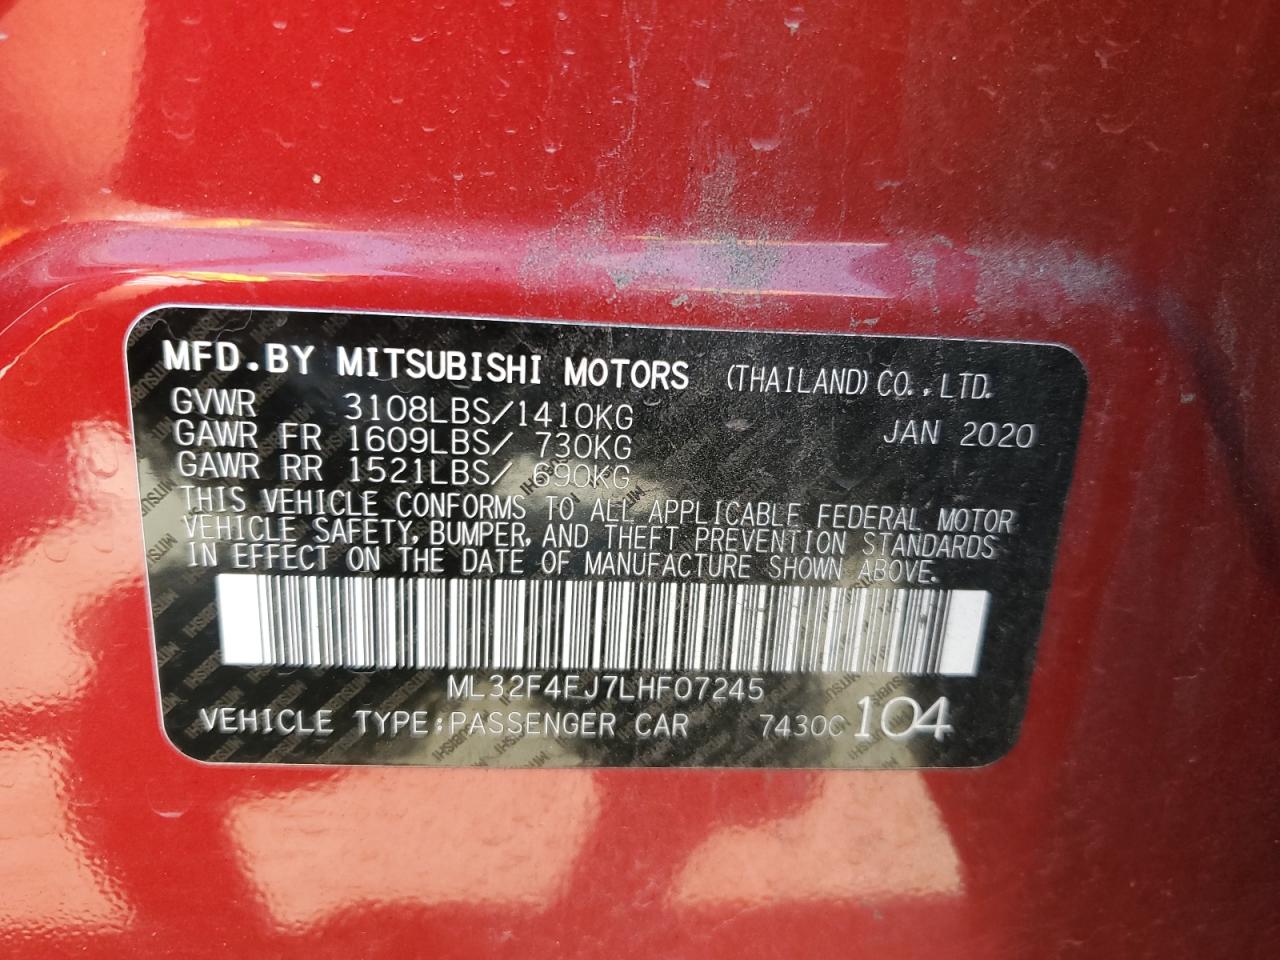 MFD.BY MITSUBISHI MOTORS (THAILAND) CO.,LTD.
GVWR 3108LBS/1410KG JAN 2020
GAWR FR 1609LBS/ 730KG
GAWR RR 1521LBS/ 690KG
THIS VEHICLE CONFORMS TO ALL APPLICABLE FEDERAL MOTOR
VEHICLE SAFETY, BUMPER, AND THEFT PREVENTION STANDARDS
IN EFFECT ON THE DATE OF MANUFACTURE SHOWN ABOVE.
ML32F4FJ7LHF07245
VEHICLE TYPE:PASSENGER CAR 7430C 104